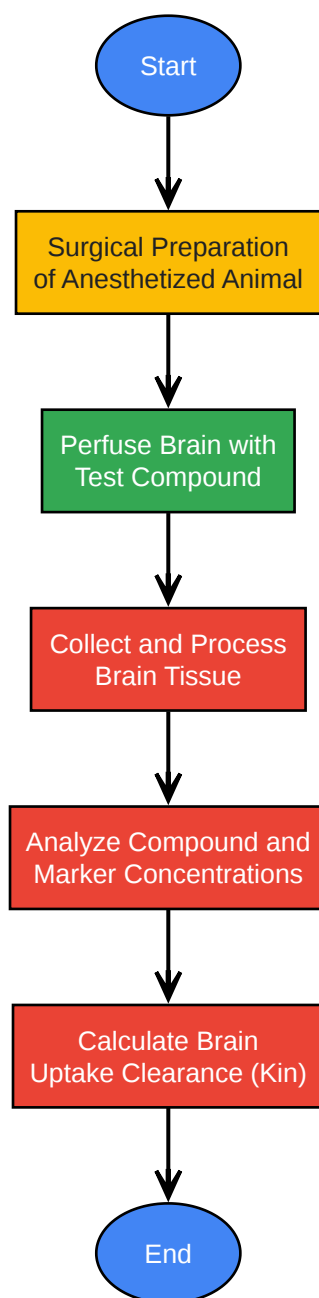 Start
Surgical Preparation
of Anesthetized Animal
Perfuse Brain with
Test Compound
Collect and Process
Brain Tissue
Analyze Compound and
Marker Concentrations
Calculate Brain
Uptake Clearance (Kin)
End